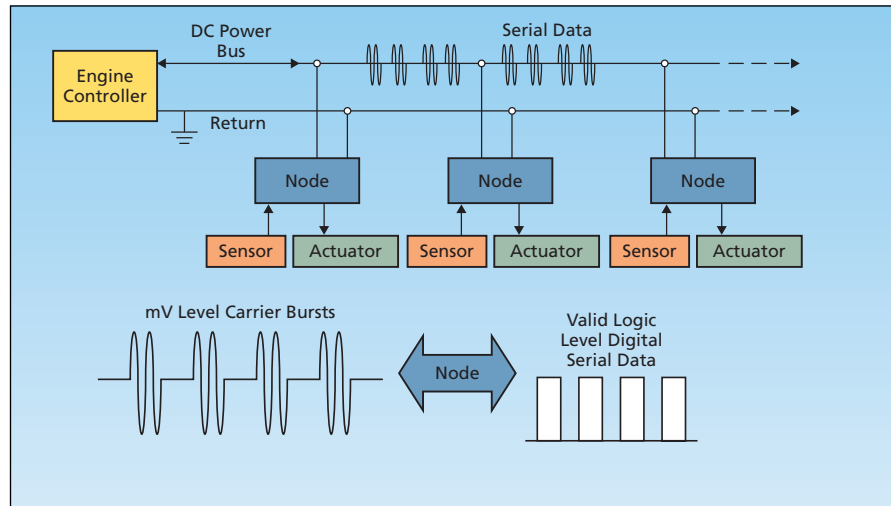 DC Power
Bus
Serial Data
Engine
Controller
Return
Node
Node
Node
Sensor
Actuator
Sensor
Actuator
Sensor
Actuator
mV Level Carrier Bursts
Valid Logic
Level Digital
Serial Data
Node